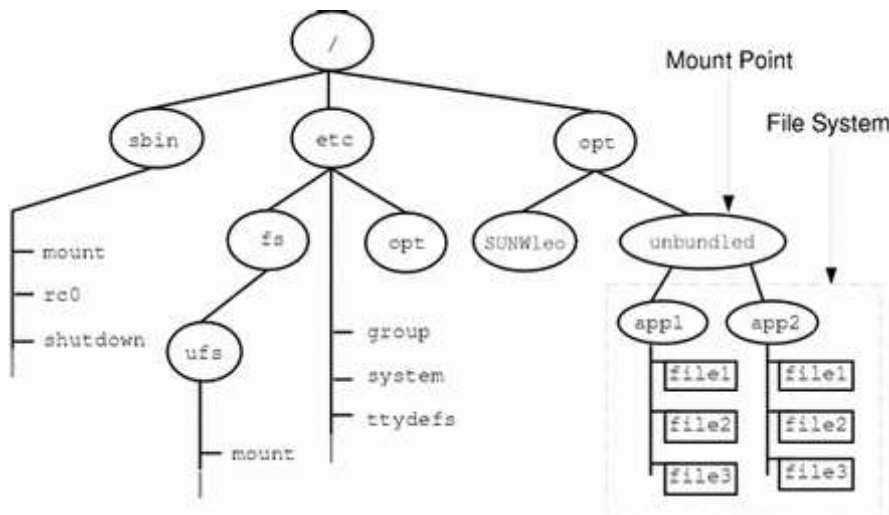 /
Mount Point
File System
sbin
etc
opt
mount
rc0
shutdown
fs
opt
SUNWleo
unbundled
ufs
mount
group
system
ttydefs
app1
app2
file1
file2
file3
file1
file2
file3